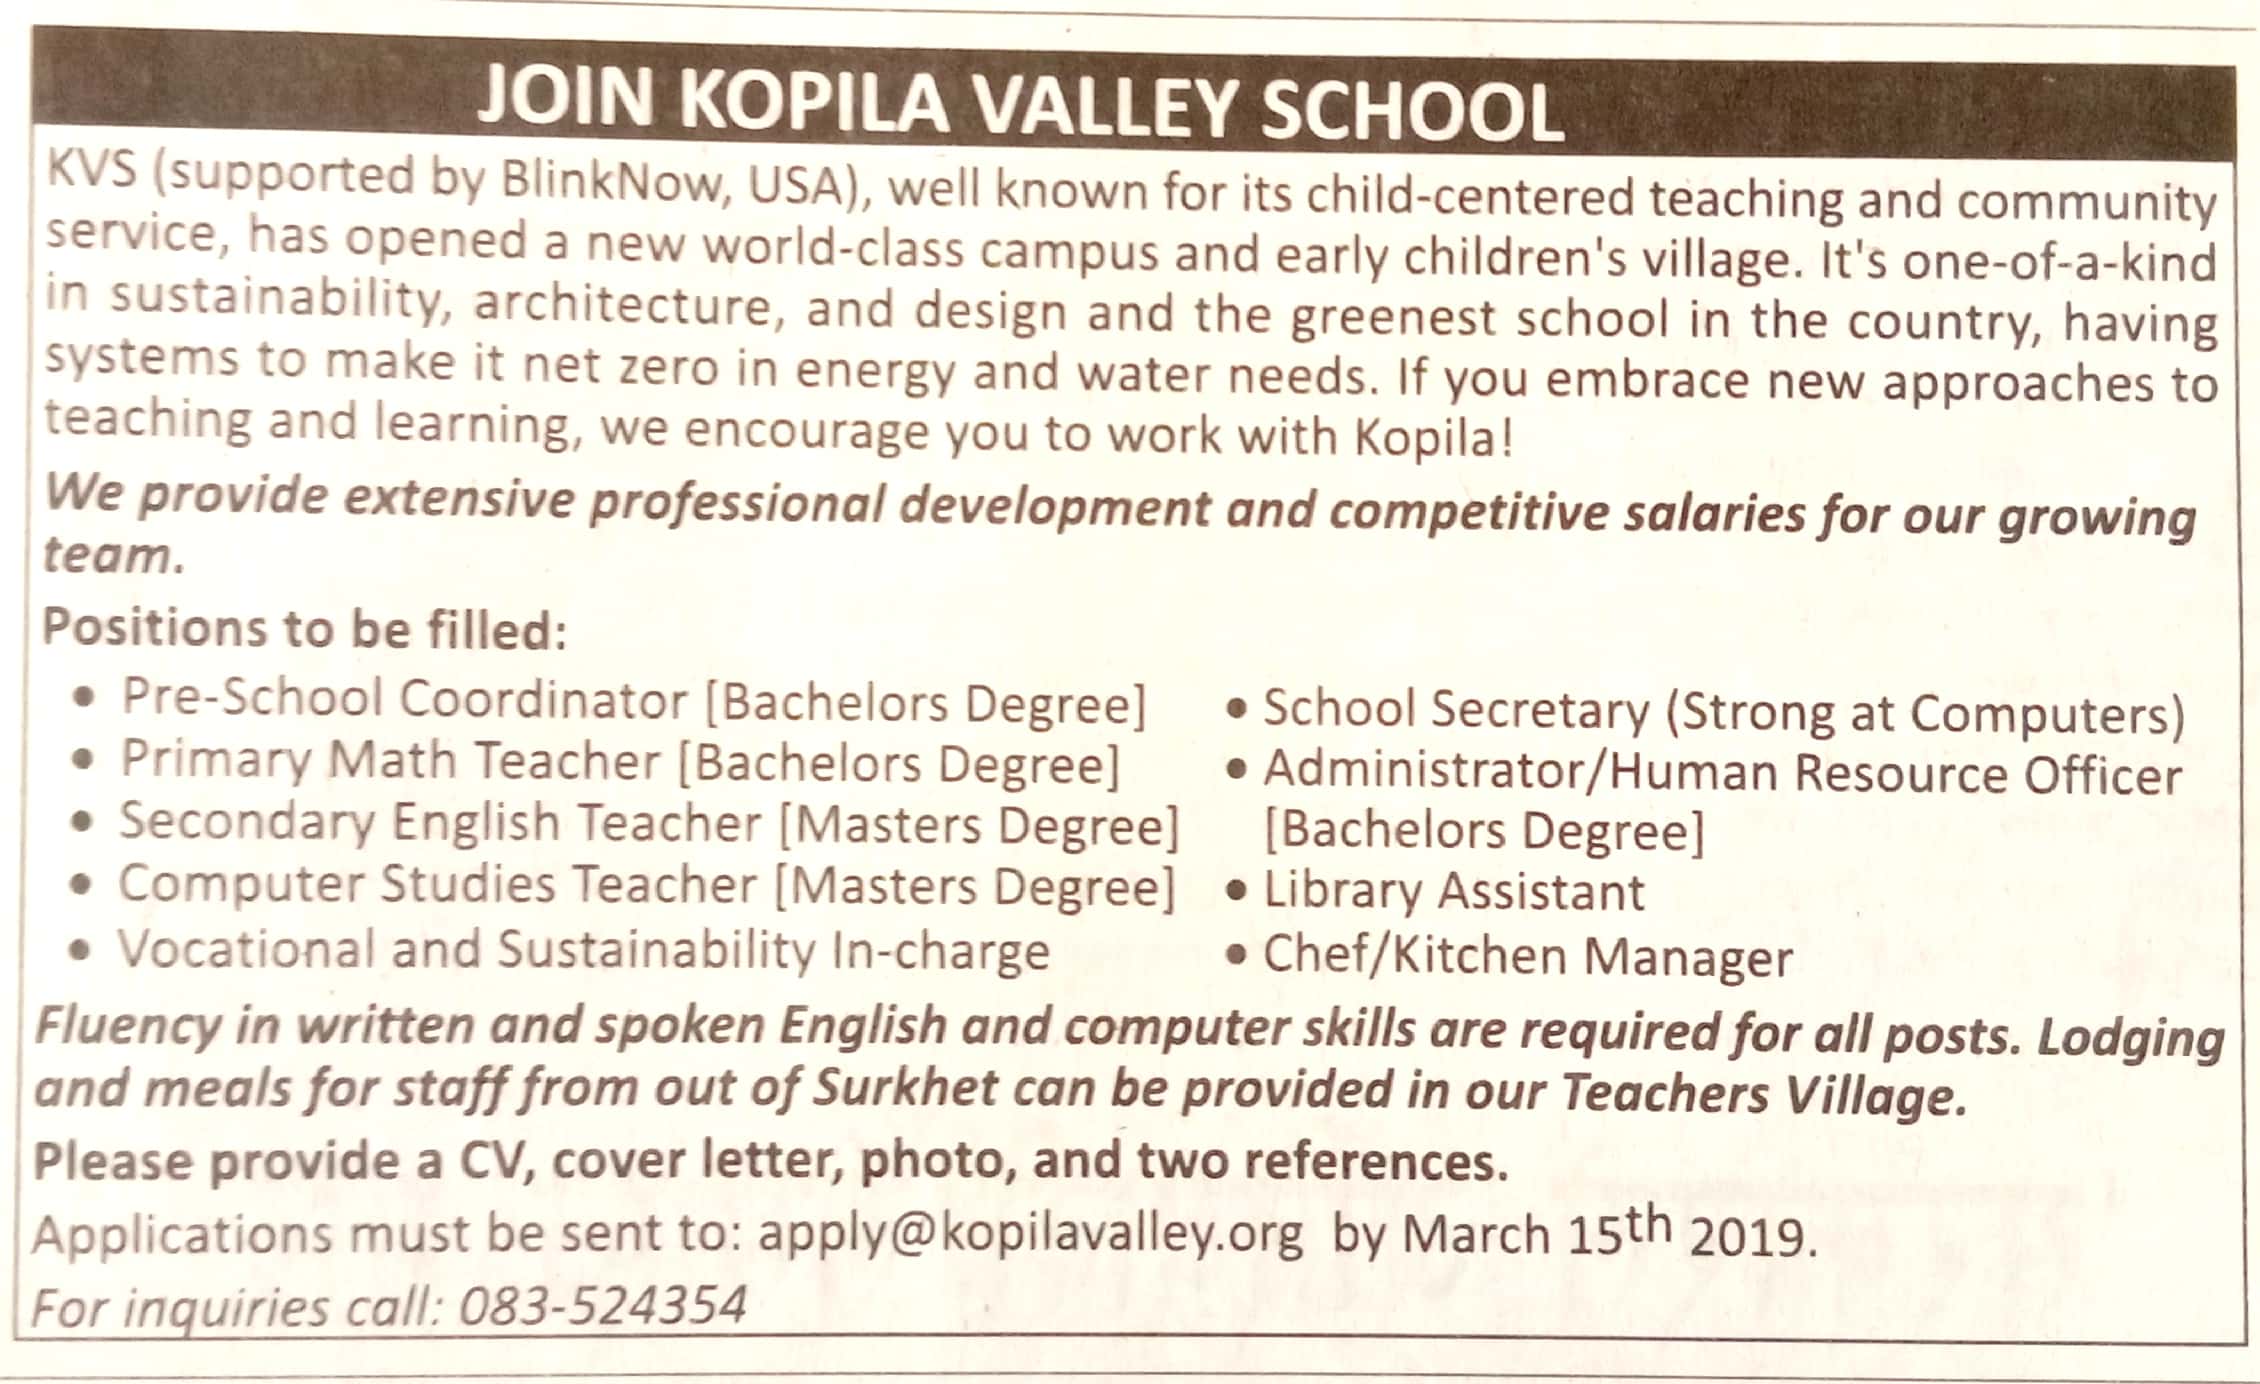 JOIN KOPILA VALLEY SCHOOL
KVS (supported by BlinkNow, USA), well known for its child-centered teaching and community
service, has opened a new world-class campus and early children's village. It's one-of-a-kind
in sustainability, architecture, and design and the greenest school in the country, having
systems to make it net zero in energy and water needs. If you embrace new approaches to
teaching and learning, we encourage you to work with Kopila!
We provide extensive professional development and competitive salaries for our growing
team.
Positions to be filled:
• Pre-School Coordinator [Bachelors Degree]
• Primary Math Teacher [Bachelors Degree]
• Secondary English Teacher [Masters Degree]
• Computer Studies Teacher [Masters Degree]
• Vocational and Sustainability In-charge
• School Secretary (Strong at Computers)
• Administrator/Human Resource Officer
[Bachelors Degree]
• Library Assistant
• Chef/Kitchen Manager
Fluency in written and spoken English and computer skills are required for all posts. Lodging
and meals for staff from out of Surkhet can be provided in our Teachers Village.
Please provide a CV, cover letter, photo, and two references.
Applications must be sent to: apply@kopilavalley.org by March 15th 2019.
For inquiries call: 083-524354